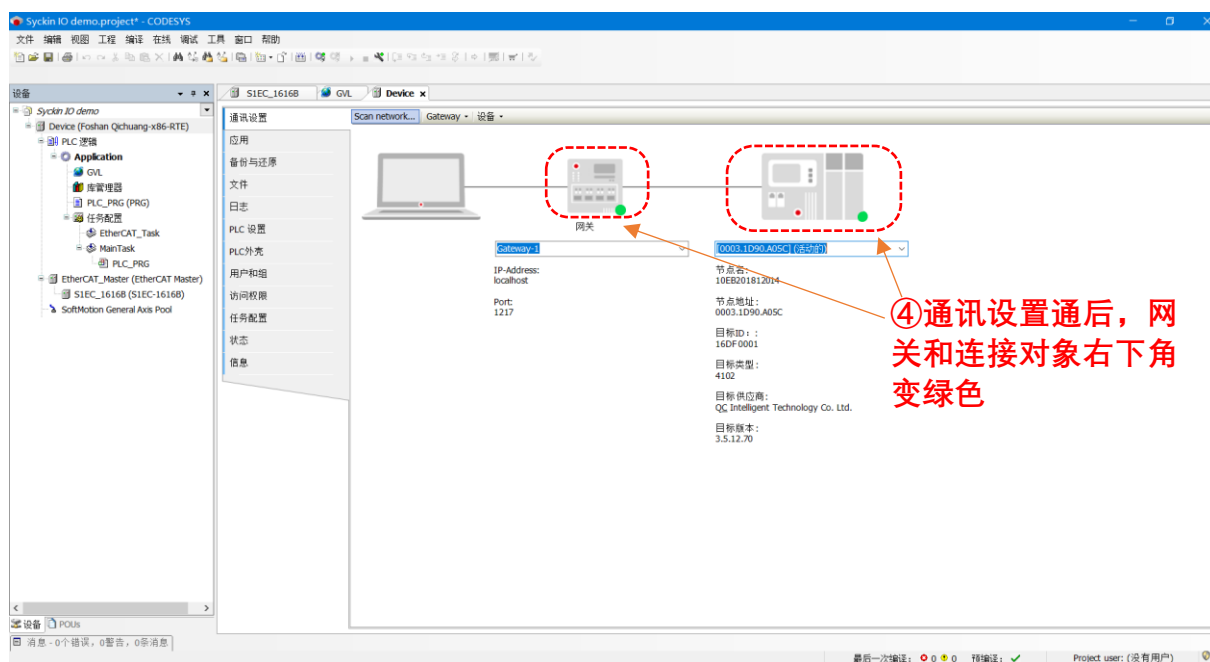 Syckin IO demo.project* - CODESYS
文件 编辑 视图 工程 编译 在线 调试 工具 窗口 帮助
设备
Syckin IO demo
Device (Foshan Qichuang-x86-RTE)
PLC 逻辑
Application
GVL
库管理器
PLC_PRG (PRG)
任务配置
EtherCAT_Task
MainTask
PLC_PRG
EtherCAT_Master (EtherCAT Master)
S1EC_1616B (S1EC-1616B)
SoftMotion General Axis Pool
设备 POUs
S1EC_1616B GVL Device
通讯设置
应用
备份与还原
文件
日志
PLC 设置
PLC外壳
用户和组
访问权限
任务配置
状态
信息
Scan network... Gateway 设备
网关
Gateway-1
IP-Address:
localhost
Port:
1217
[0003.1D90.A05C] (活动的)
节点名:
10EB201812014
节点地址:
0003.1D90.A05C
目标ID: :
16DF0001
目标类型:
4102
目标供应商:
QC Intelligent Technology Co. Ltd.
目标版本:
3.5.12.70
④通讯设置通后，网
关和连接对象右下角
变绿色
消息 - 0个错误，0警告，0条消息
最后一次编译: 0 0 预编译: Project user: (没有用户)